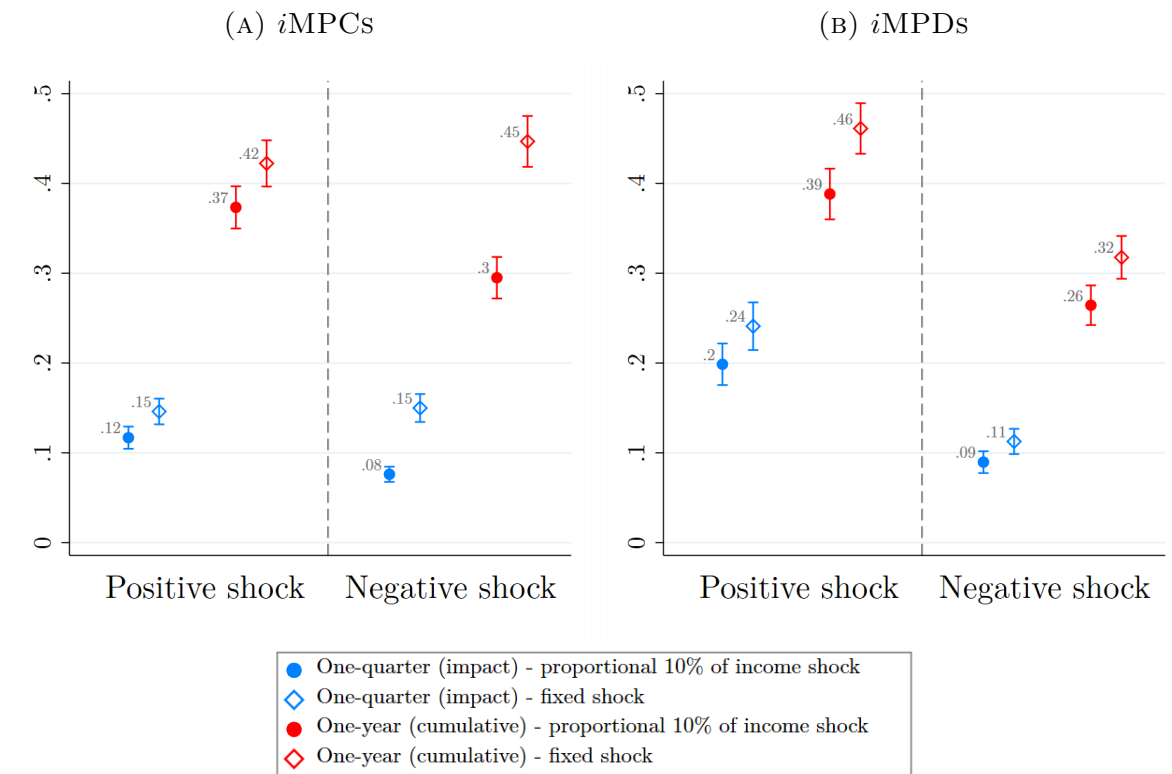 (A) iMPCs
(B) iMPDs
.5
.4
.3
.2
.1
0
.12
.15
.37
.42
.08
.15
.3
.45
Positive shock
Negative shock
.5
.4
.3
.2
.1
0
.2
.24
.39
.46
.09
.11
.26
.32
Positive shock
Negative shock
One-quarter (impact) - proportional 10% of income shock
One-quarter (impact) - fixed shock
One-year (cumulative) - proportional 10% of income shock
One-year (cumulative) - fixed shock